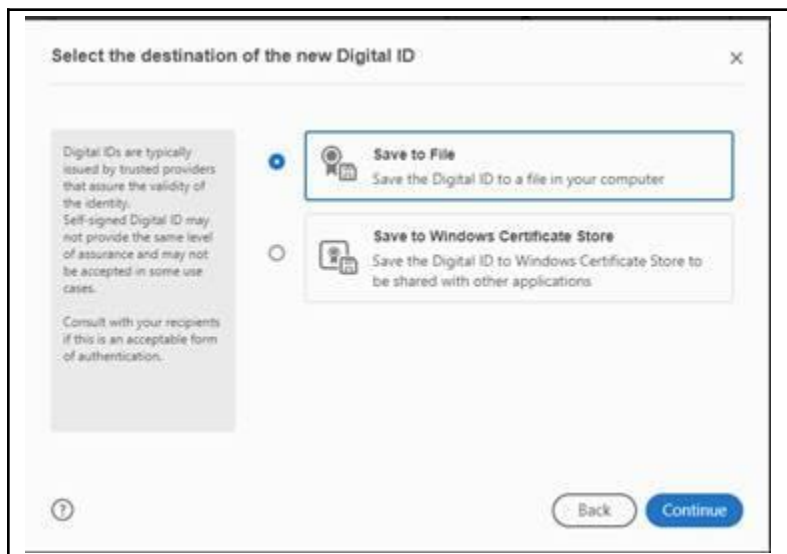 Select the destination of the new Digital ID
Digital IDs are typically
issued by trusted providers
that assure the validity of
the identity.
Self-signed Digital ID may
not provide the same level
of assurance and may not
be accepted in some use
cases.
Consult with your recipients
if this is an acceptable form
of authentication.
Save to File
Save the Digital ID to a file in your computer
Save to Windows Certificate Store
Save the Digital ID to Windows Certificate Store to
be shared with other applications
?
Back
Continue